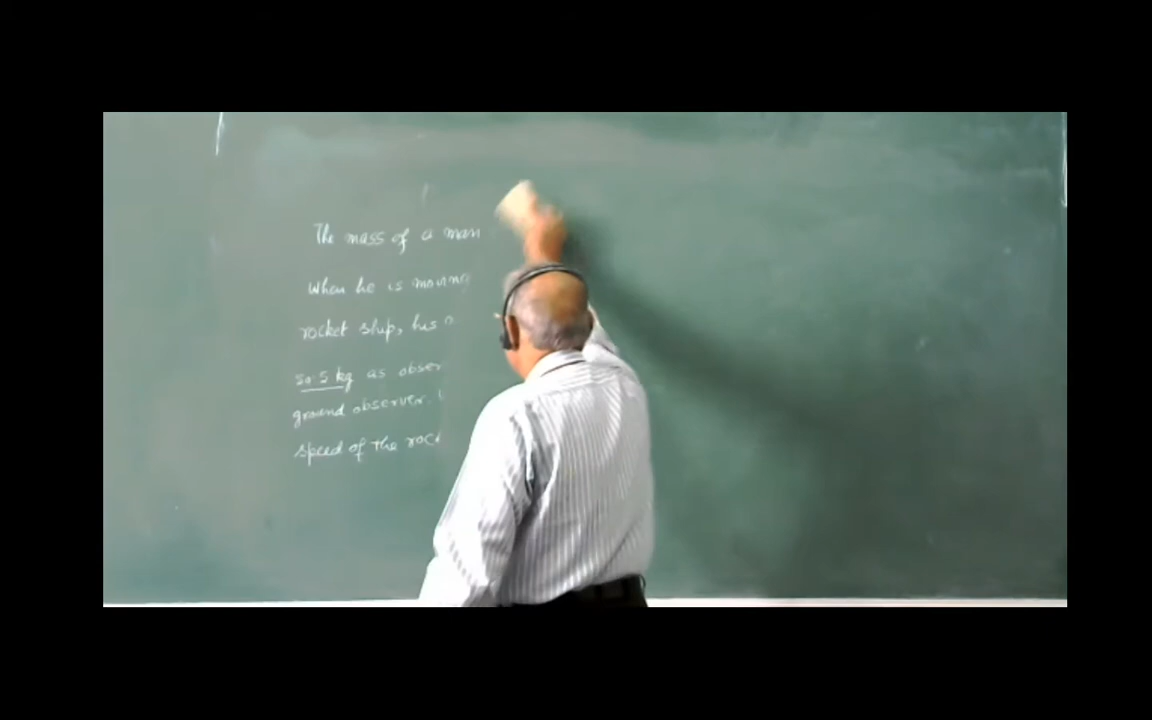 The mass of a man
When he is moving
rocket ship, his
50.5 kg as obser
ground observer.
speed of the rock